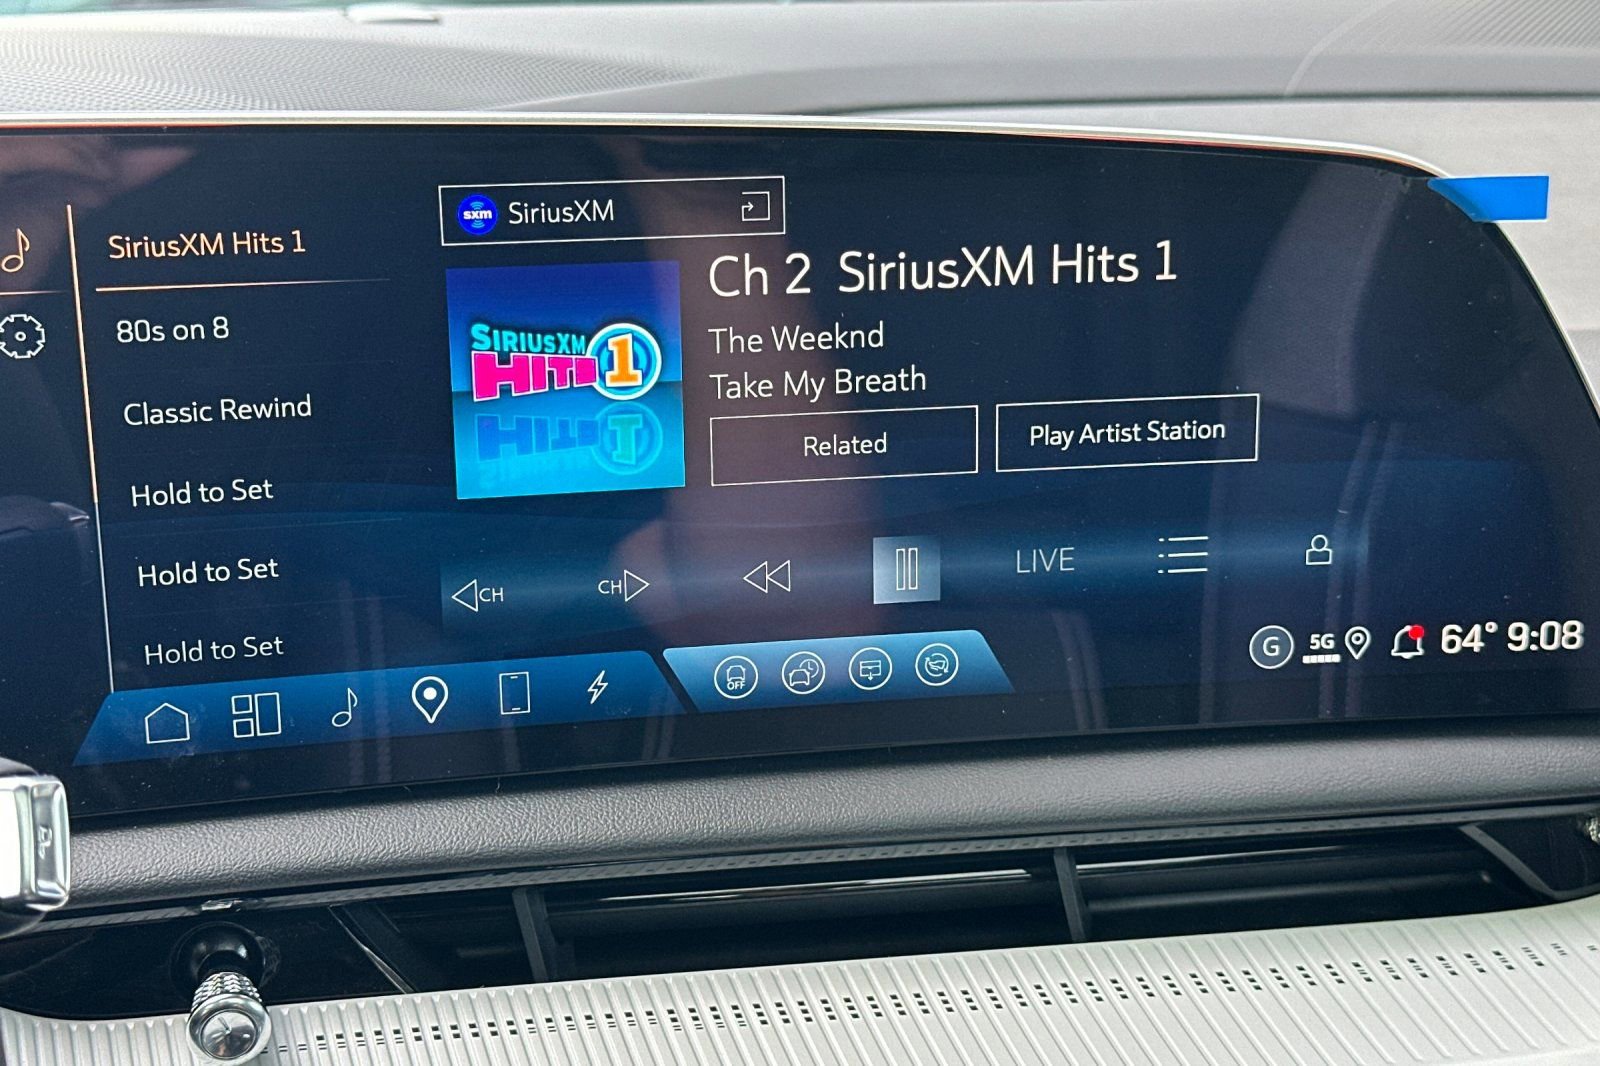 SiriusXM Hits 1
80s on 8
Classic Rewind
Hold to Set
Hold to Set
Hold to Set
sxm SiriusXM
SIRIUSXM
HITS 1
Ch 2 SiriusXM Hits 1
The Weeknd
Take My Breath
Related
Play Artist Station
CH
CH
LIVE
OFF
G
5G
64° 9:08